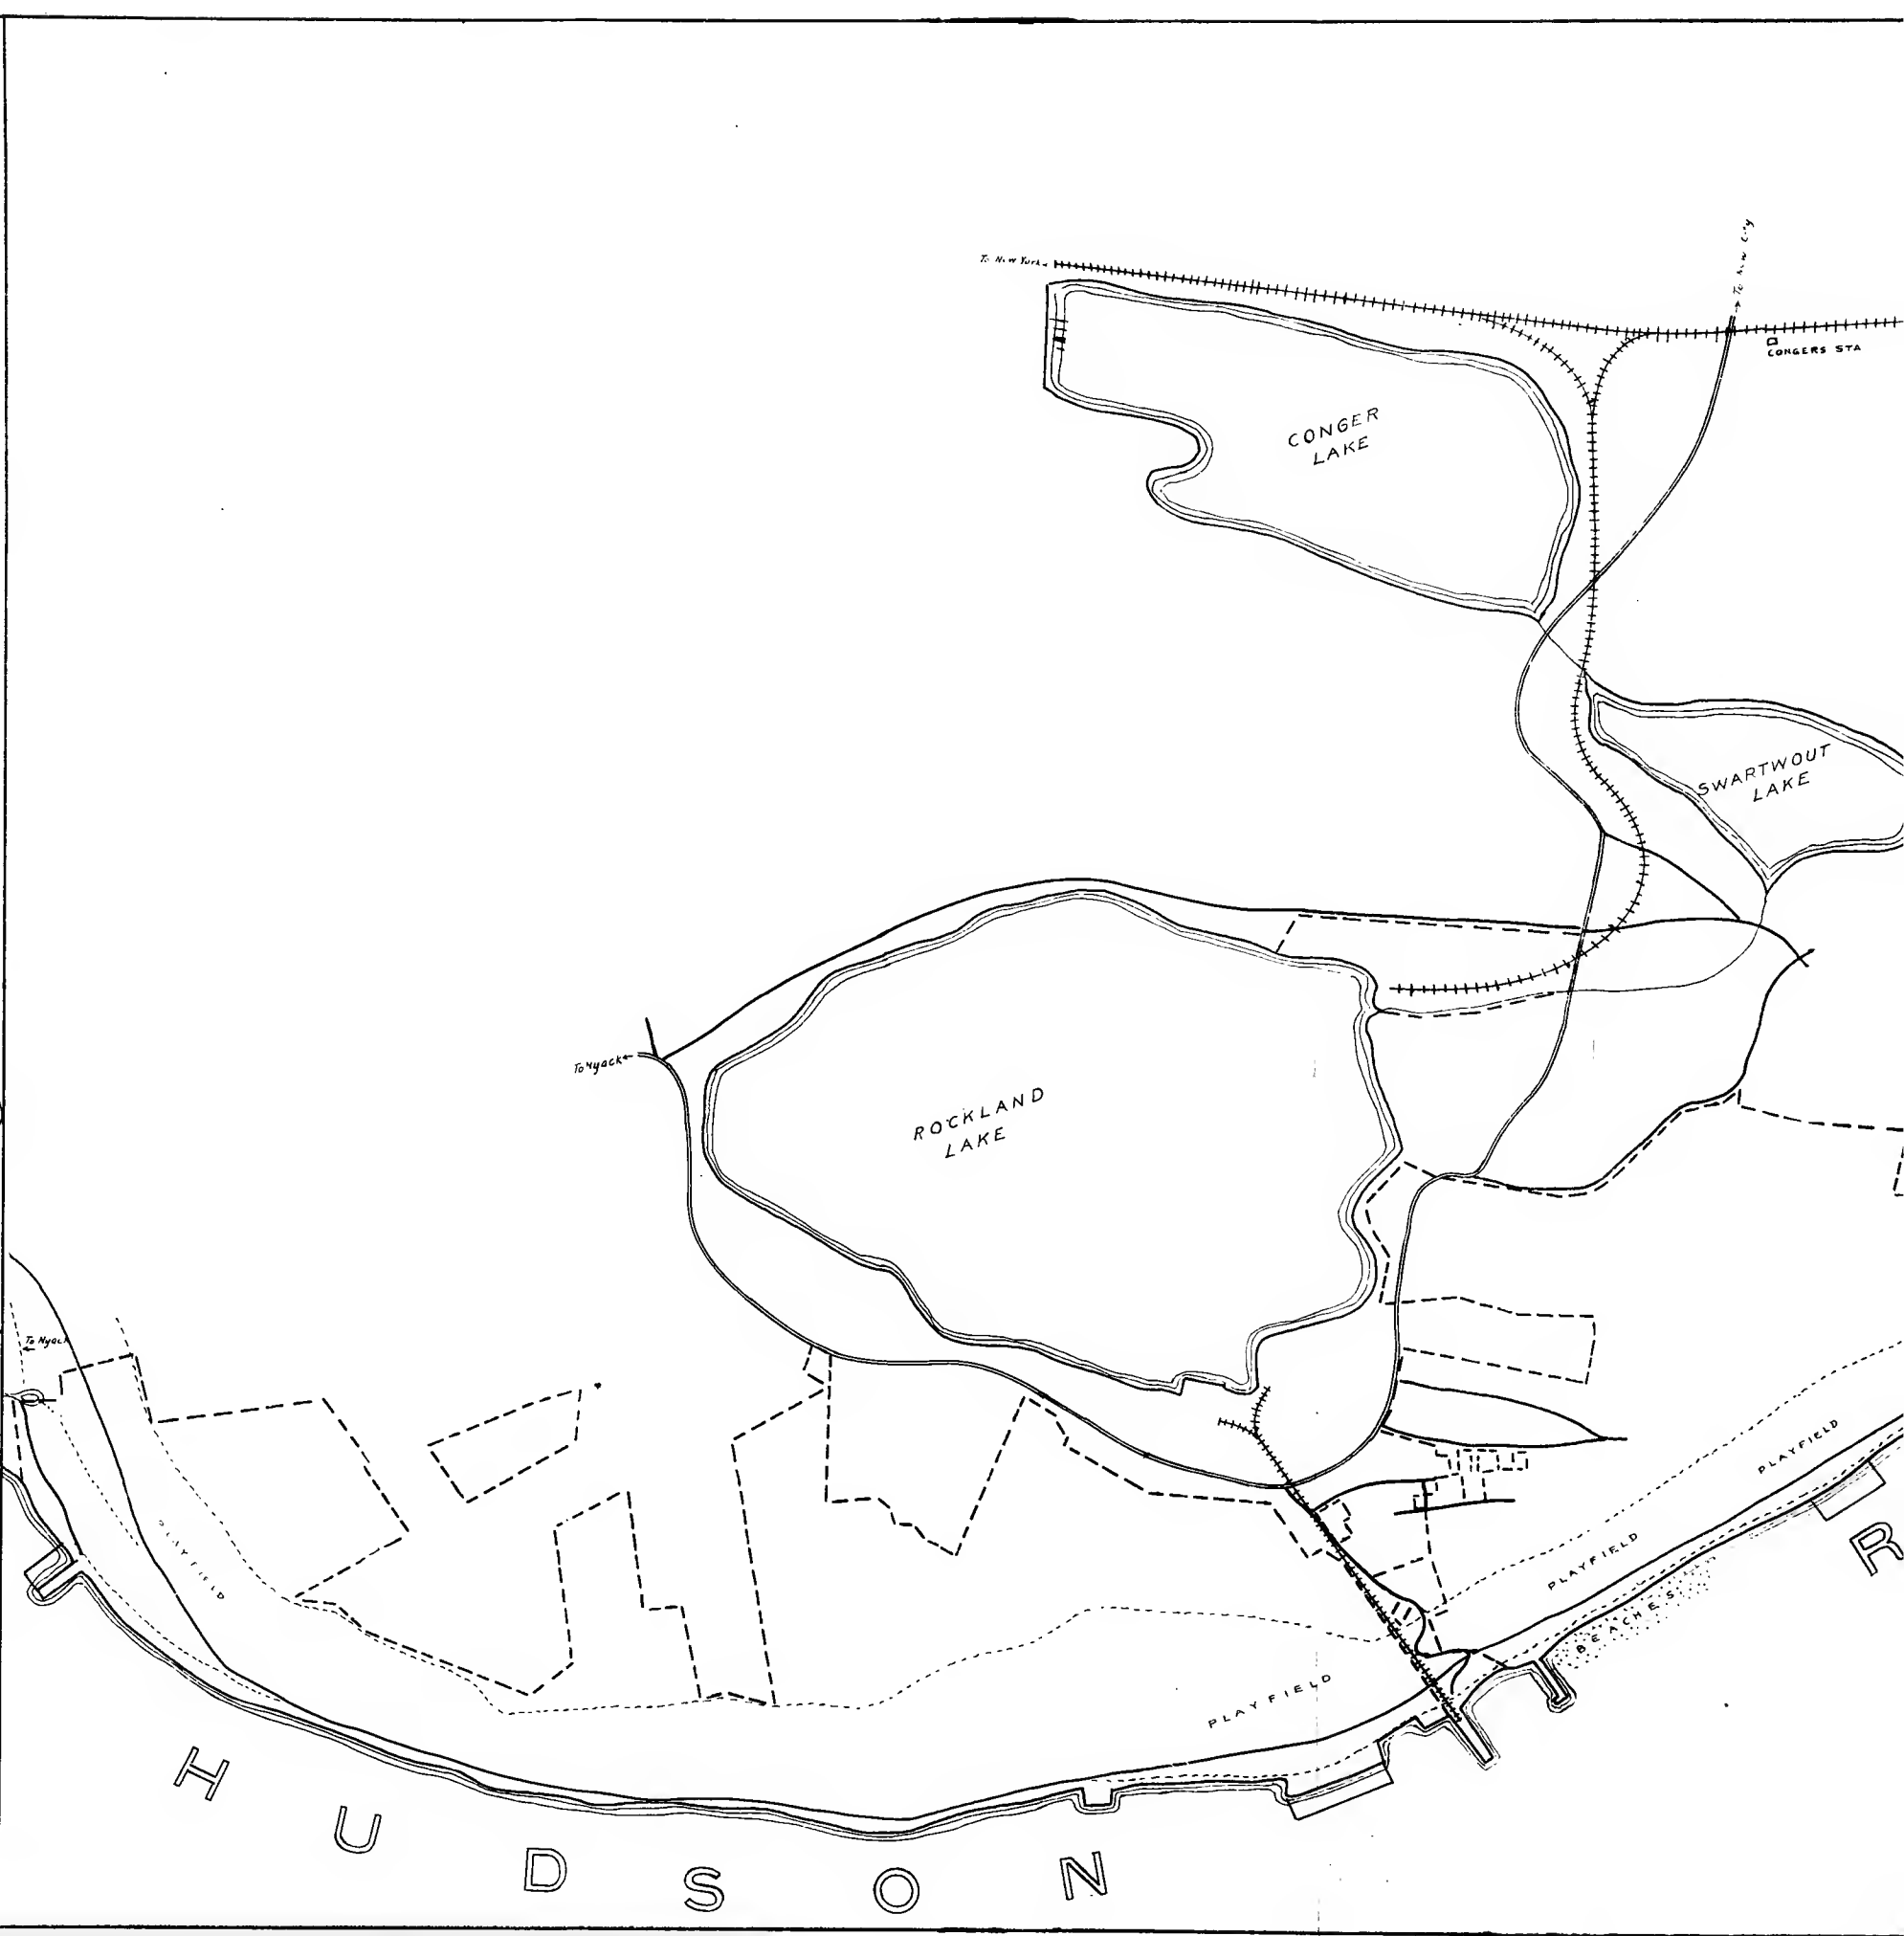 To New City
To New York
CONGERS STA
CONGER
LAKE
SWARTWOUT
LAKE
To Nyack
ROCKLAND
LAKE
To Nyack
PLAYFIELD
PLAYFIELD
PLAYFIELD
BEACHES
PLAYFIELD
HUDSON R